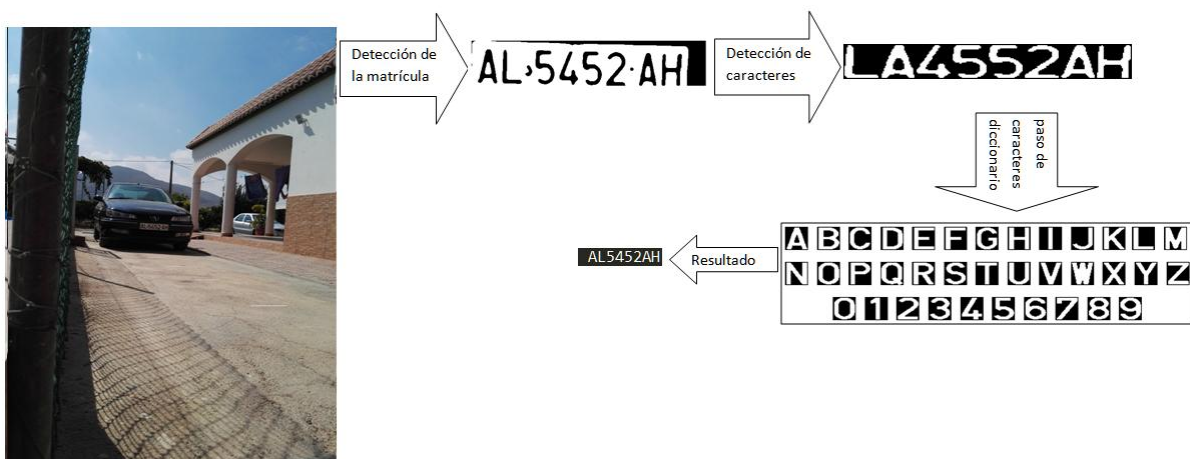 Detección de
la matrícula
AL·5452·AH
Detección de
caracteres
LA4552AH
paso de
caracteres
diccionario
ABCDEFGHIJKLM
NOPQRSTUVWXYZ
0123456789
Resultado
AL5452AH
AL5452AH